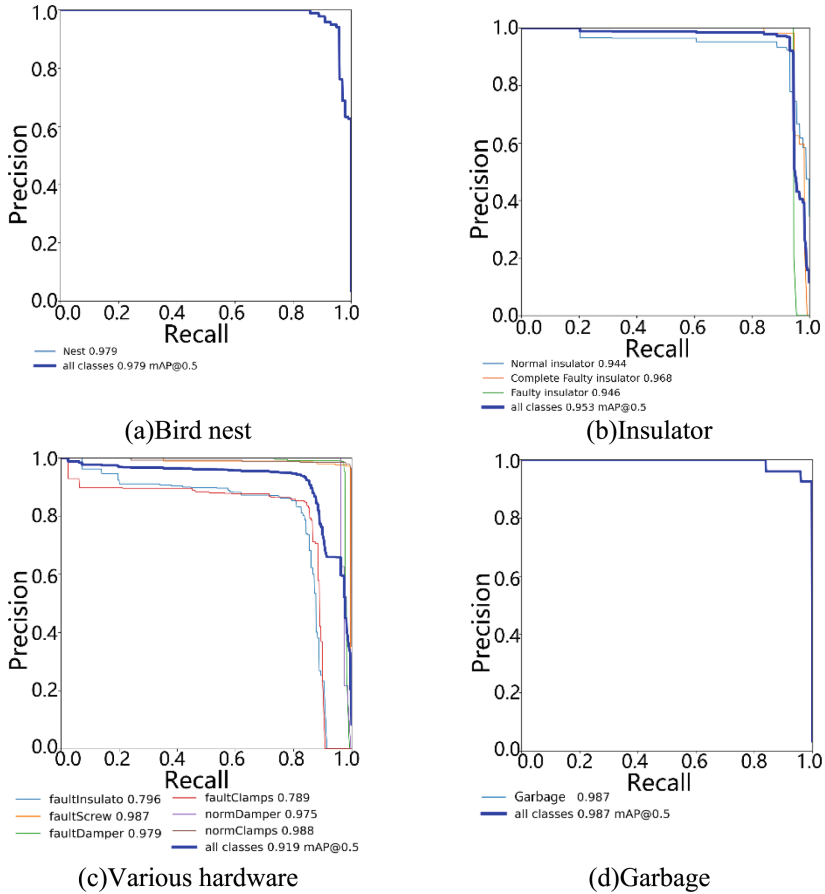 1.0
0.8
0.6
0.4
0.2
0.0
Precision
0.0 0.2 0.4 0.6 0.8 1.0
Recall
Nest 0.979
all classes 0.979 mAP@0.5
(a)Bird nest
1.0
0.8
0.6
0.4
0.2
0.0
Precision
0.0 0.2 0.4 0.6 0.8 1.0
Recall
Normal insulator 0.944
Complete Faulty insulator 0.968
Faulty insulator 0.946
all classes 0.953 mAP@0.5
(b)Insulator
1.0
0.8
0.6
0.4
0.2
0.0
Precision
0.0 0.2 0.4 0.6 0.8 1.0
Recall
faultInsulato 0.796
faultScrew 0.987
faultDamper 0.979
faultClamps 0.789
normDamper 0.975
normClamps 0.988
all classes 0.919 mAP@0.5
(c)Various hardware
1.0
0.8
0.6
0.4
0.2
0.0
Precision
0.0 0.2 0.4 0.6 0.8 1.0
Recall
Garbage 0.987
all classes 0.987 mAP@0.5
(d)Garbage